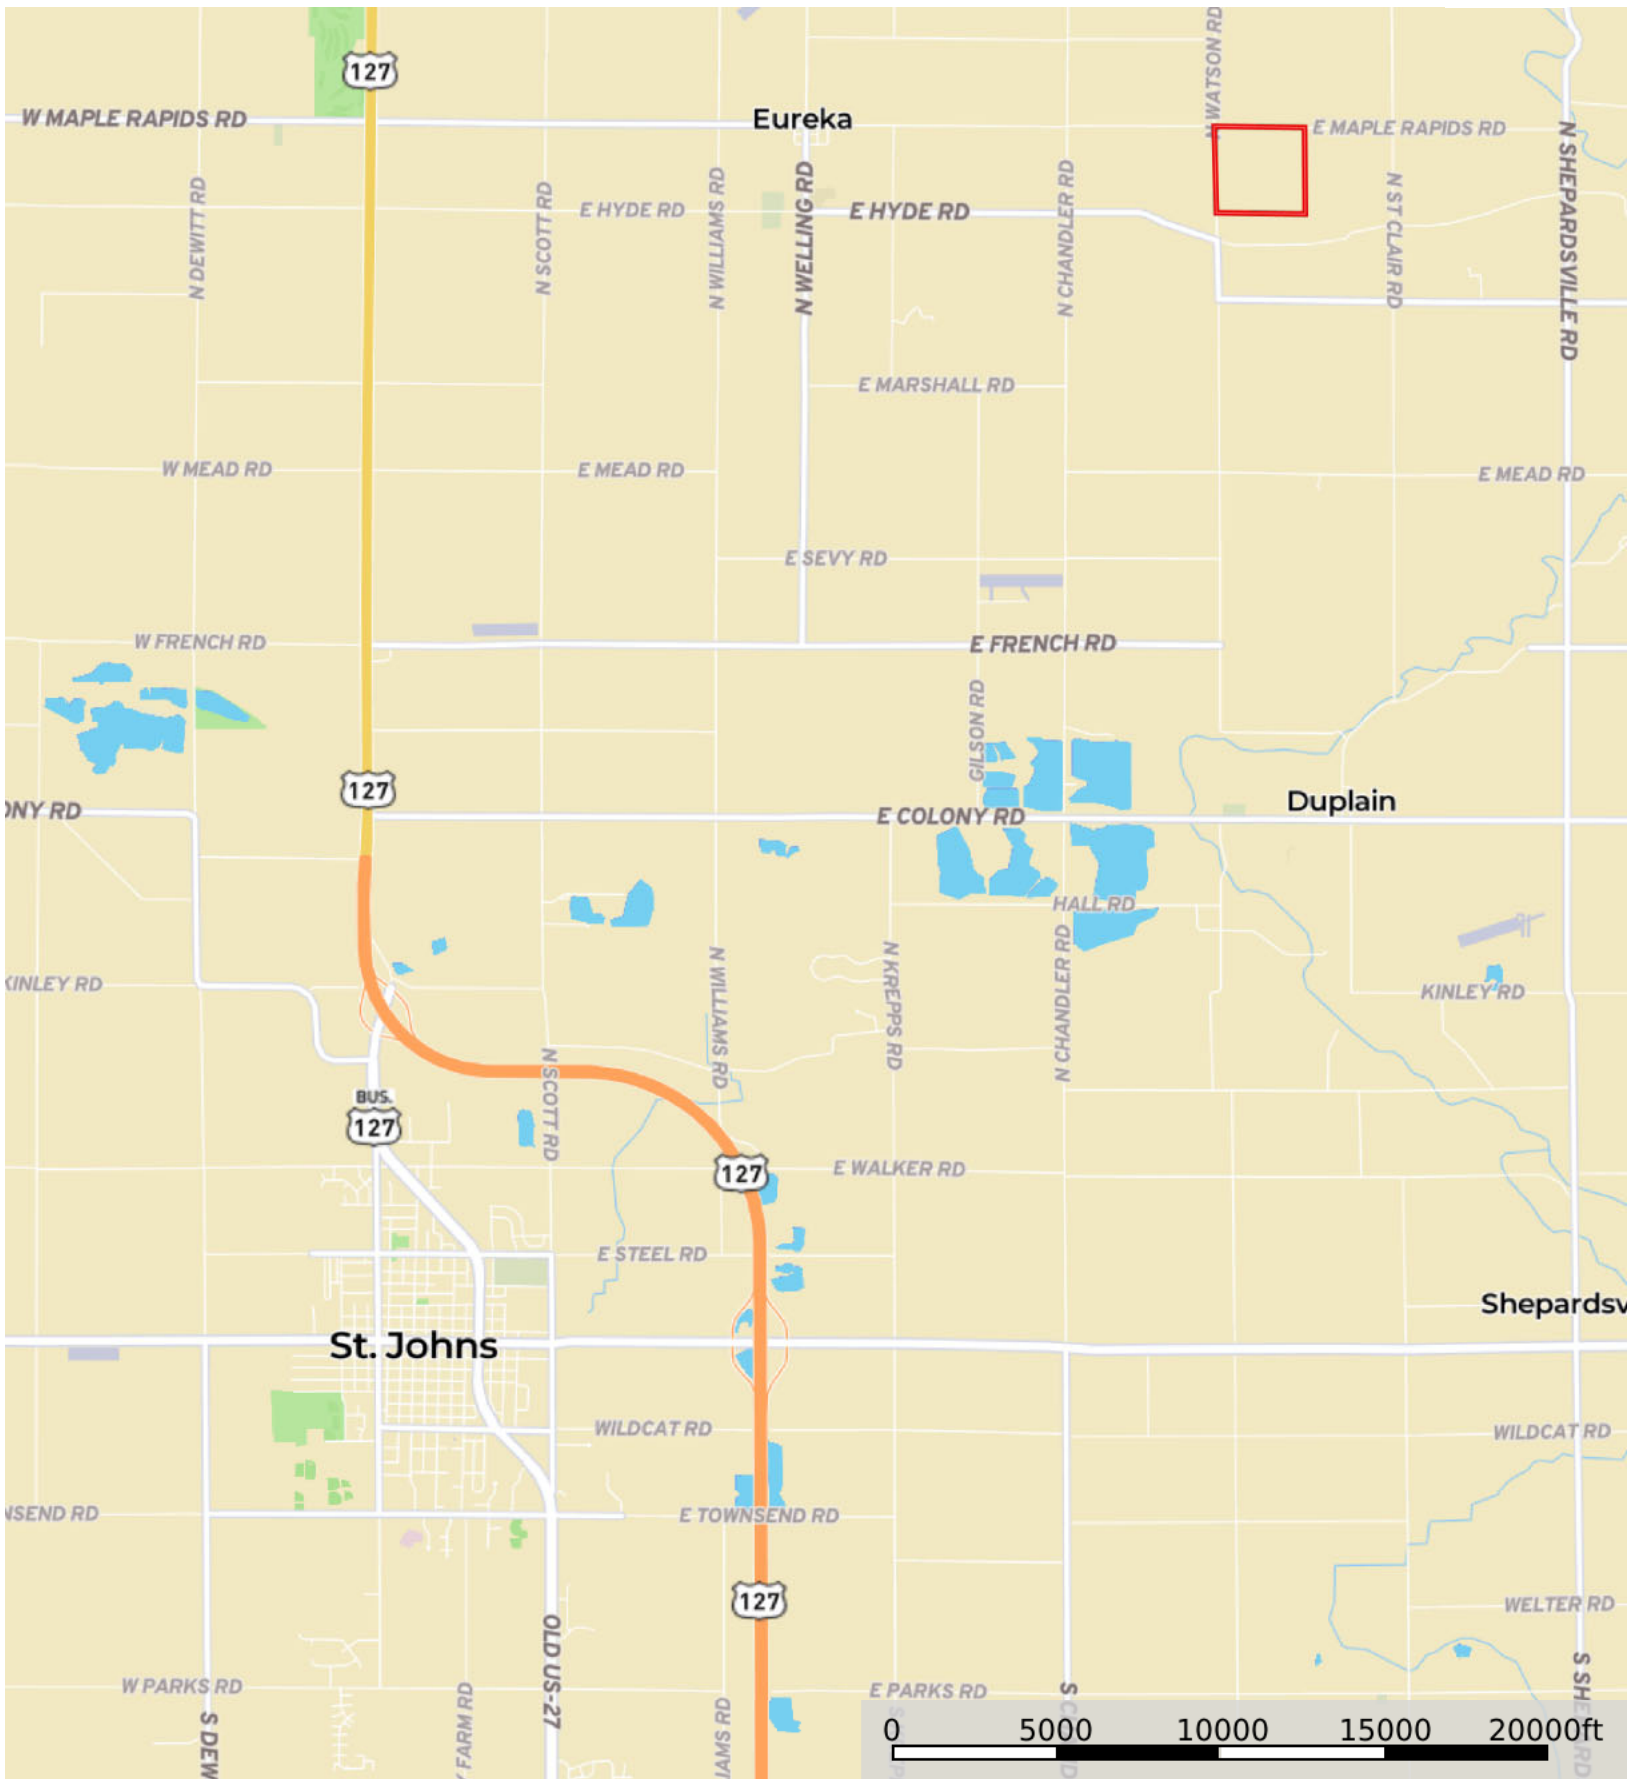 N WATSON RD
127
W MAPLE RAPIDS RD
Eureka
E MAPLE RAPIDS RD
N SHEPARDSVILLE RD
N DEWITT RD
N SCOTT RD
N WILLIAMS RD
N WELLING RD
N CHANDLER RD
N ST CLAIR RD
E HYDE RD
E HYDE RD
E MARSHALL RD
W MEAD RD
E MEAD RD
E MEAD RD
E SEVY RD
W FRENCH RD
E FRENCH RD
GILSON RD
127
ONY RD
E COLONY RD
Duplain
HALL RD
N WILLIAMS RD
N KREPPS RD
N CHANDLER RD
KINLEY RD
KINLEY RD
N SCOTT RD
BUS.
127
127
E WALKER RD
E STEEL RD
Shepardsv
St. Johns
WILDCAT RD
WILDCAT RD
NSEND RD
E TOWNSEND RD
127
WELTER RD
OLD US-27
W PARKS RD
E PARKS RD
S DEW
FARM RD
IAMS RD
0 5000 10000 15000 20000ft